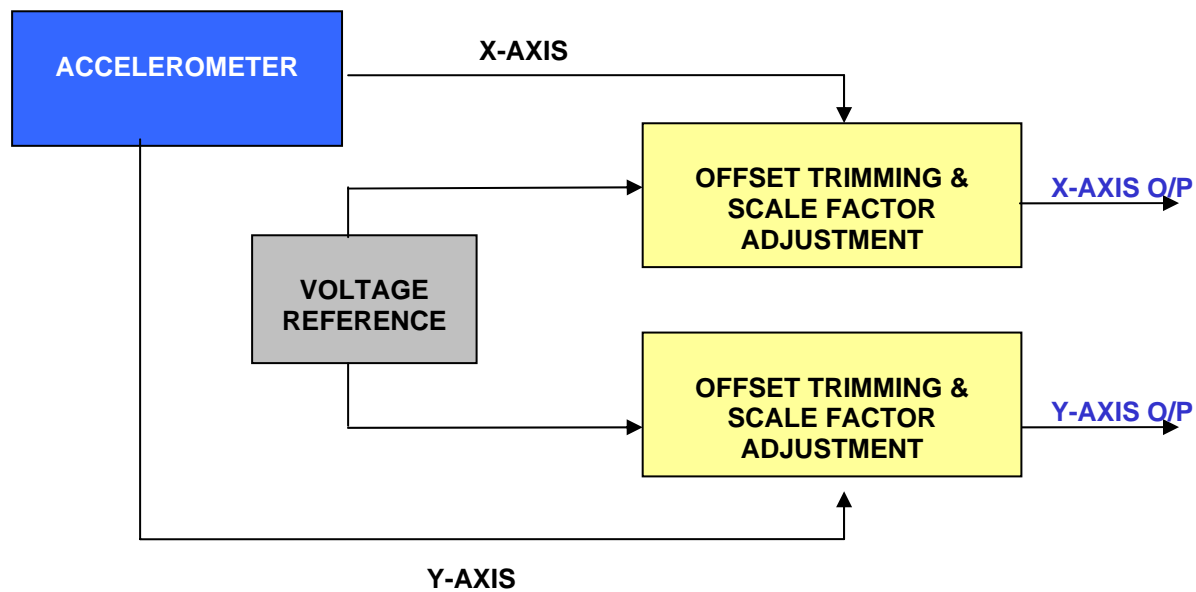 ACCELEROMETER
X-AXIS
OFFSET TRIMMING &
SCALE FACTOR
ADJUSTMENT
X-AXIS O/P
VOLTAGE
REFERENCE
OFFSET TRIMMING &
SCALE FACTOR
ADJUSTMENT
Y-AXIS O/P
Y-AXIS